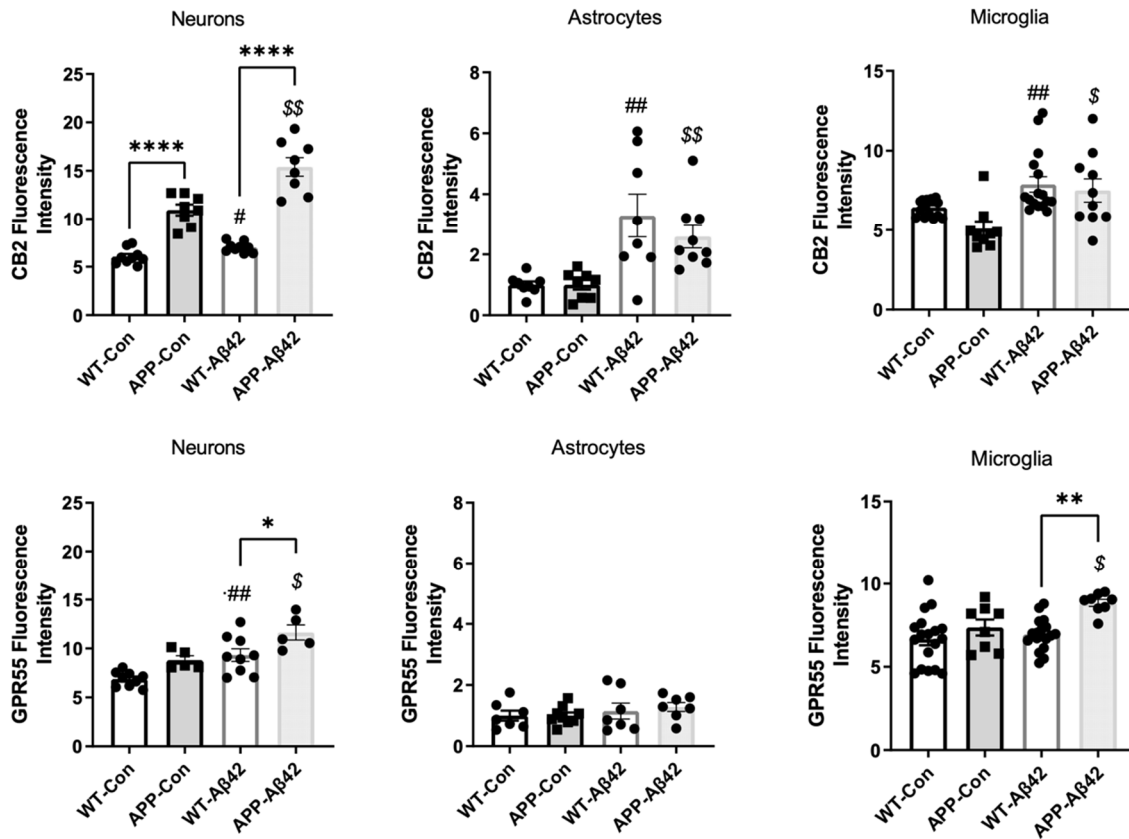 Neurons
CB2 Fluorescence
Intensity
25
20
15
10
5
0
****
****
#
$$
WT-Con
APP-Con
WT-Aβ42
APP-Aβ42
Astrocytes
CB2 Fluorescence
Intensity
8
6
4
2
0
##
$$
WT-Con
APP-Con
WT-Aβ42
APP-Aβ42
Microglia
CB2 Fluorescence
Intensity
15
10
5
0
##
$
WT-Con
APP-Con
WT-Aβ42
APP-Aβ42
Neurons
GPR55 Fluorescence
Intensity
25
20
15
10
5
0
*
·##
$
WT-Con
APP-Con
WT-Aβ42
APP-Aβ42
Astrocytes
GPR55 Fluorescence
Intensity
8
6
4
2
0
WT-Con
APP-Con
WT-Aβ42
APP-Aβ42
Microglia
GPR55 Fluorescence
Intensity
15
10
5
0
**
$
WT-Con
APP-Con
WT-Aβ42
APP-Aβ42